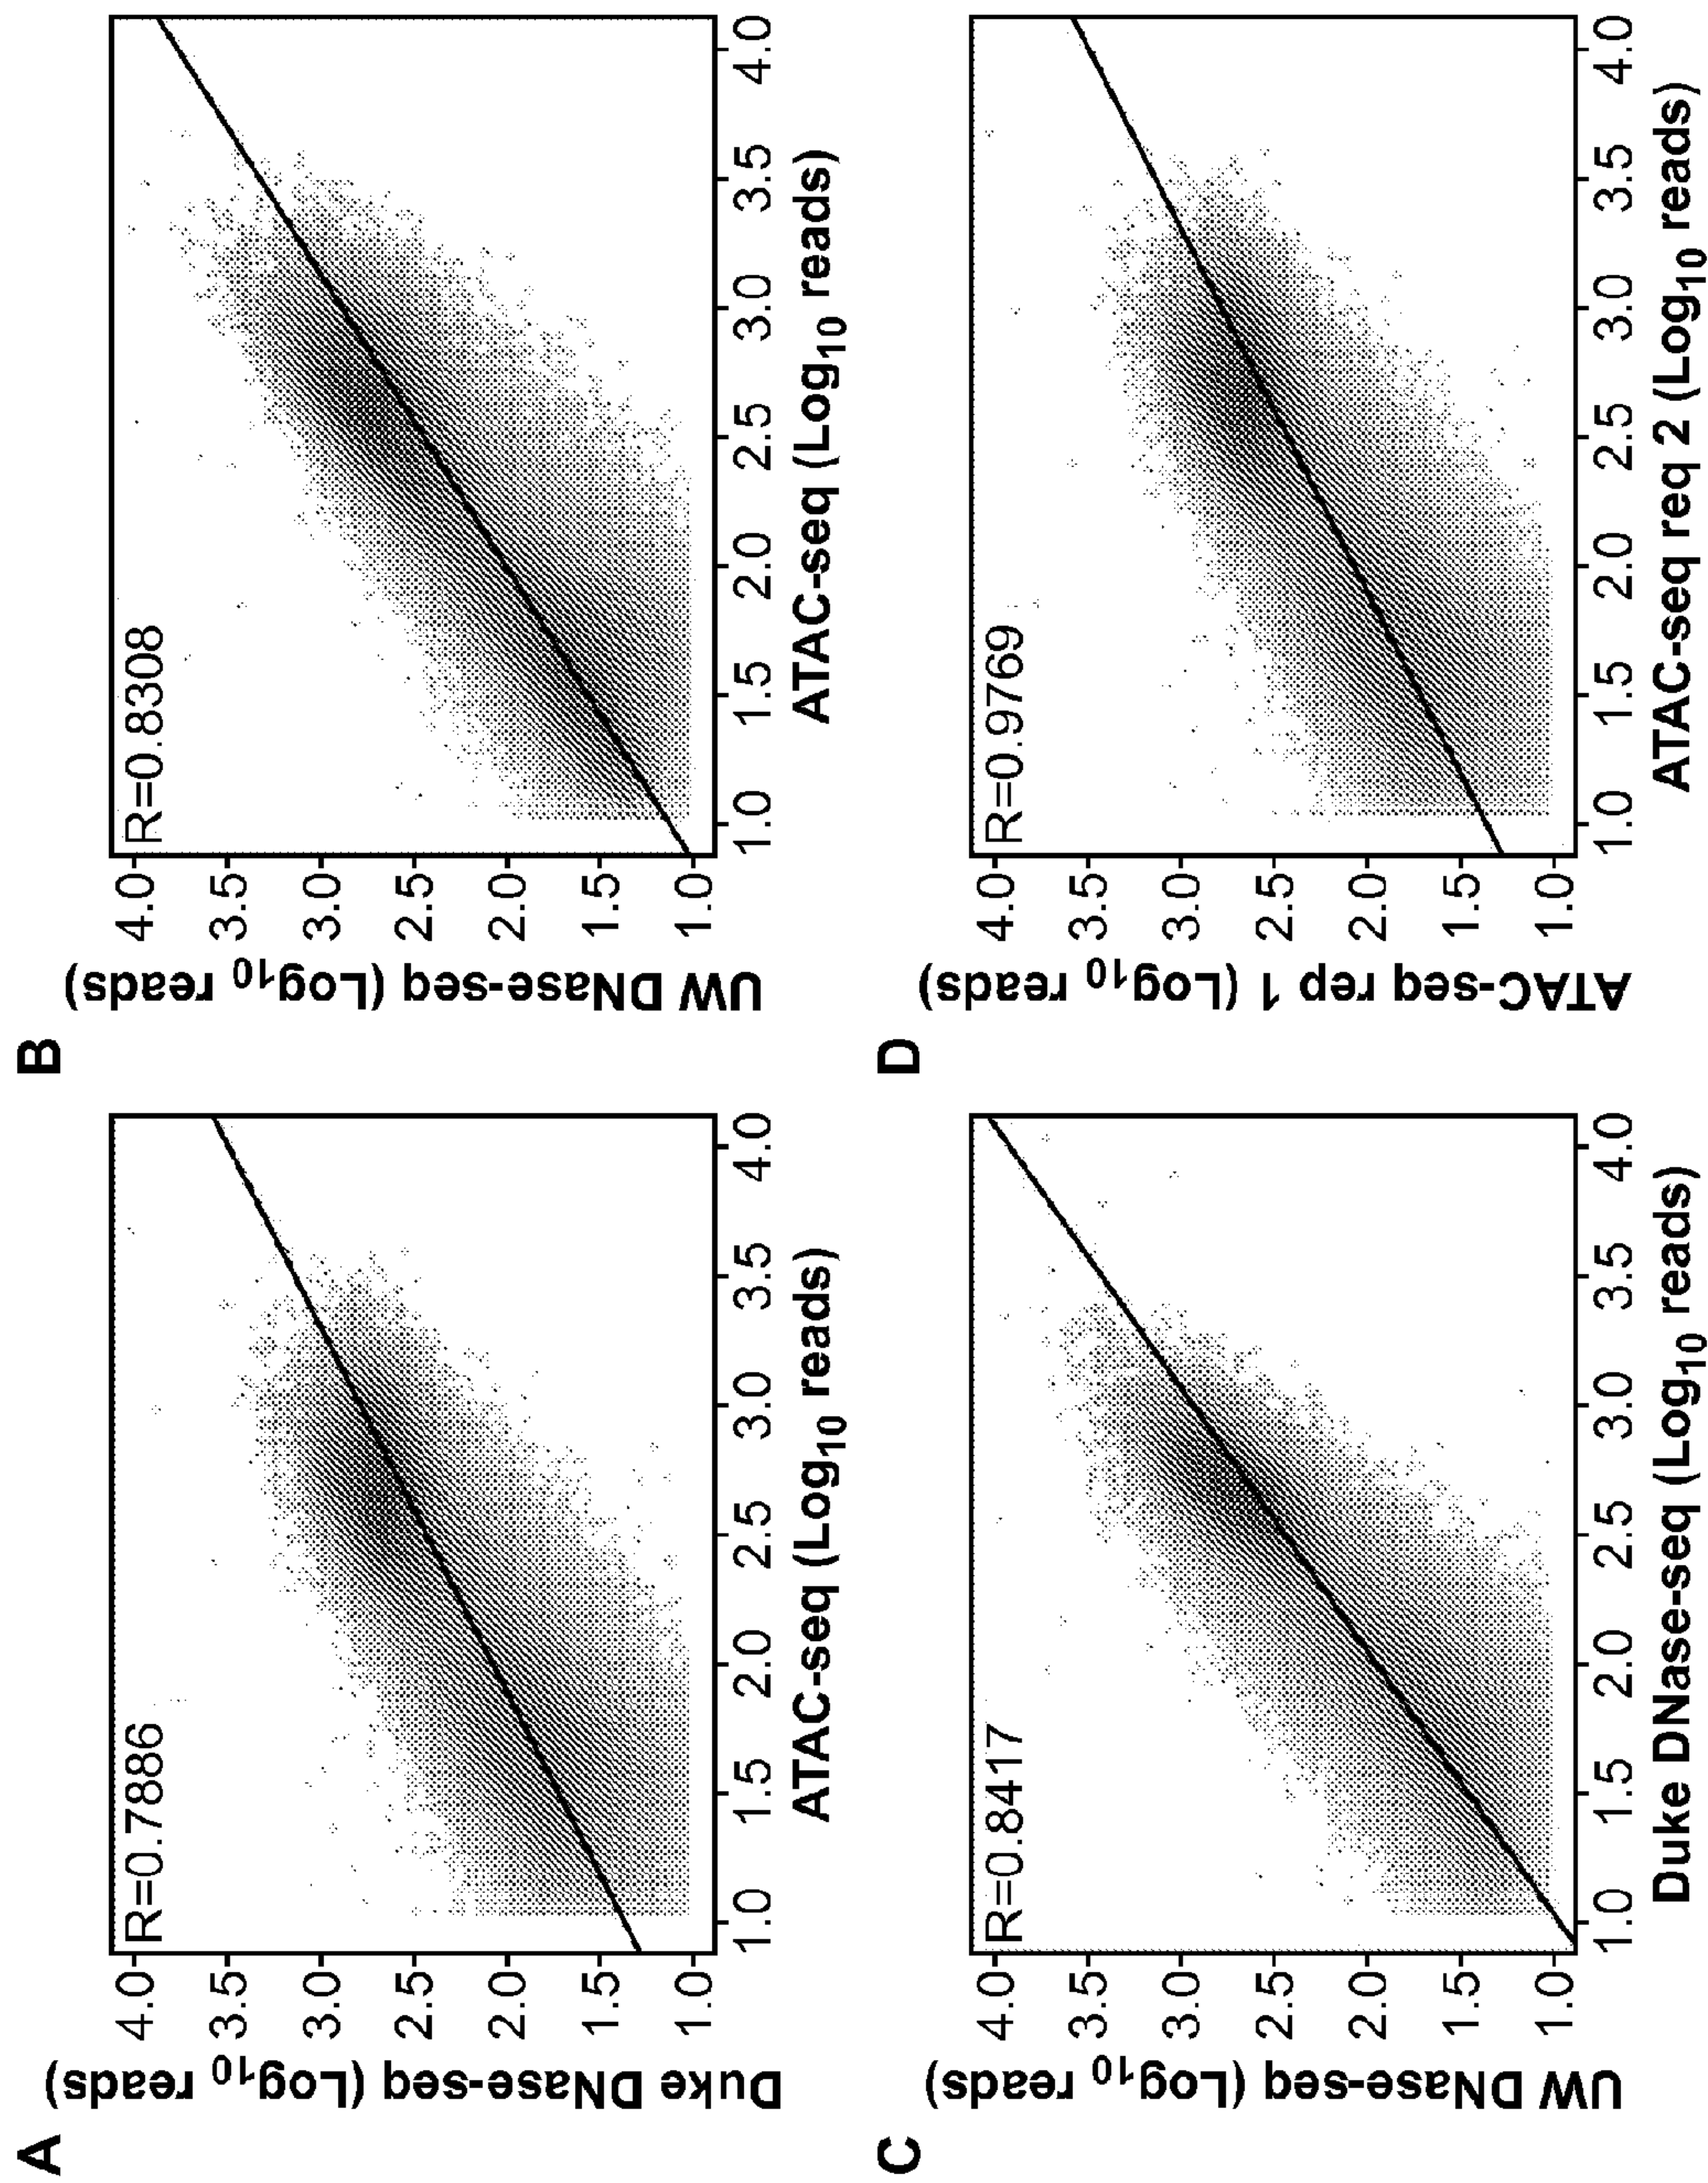 A
R=0.7886
Duke DNase-seq (Log10 reads)
4.0
3.5
3.0
2.5
2.0
1.5
1.0
1.0 1.5 2.0 2.5 3.0 3.5 4.0
ATAC-seq (Log10 reads)
B
R=0.8308
UW DNase-seq (Log10 reads)
4.0
3.5
3.0
2.5
2.0
1.5
1.0
1.0 1.5 2.0 2.5 3.0 3.5 4.0
ATAC-seq (Log10 reads)
C
R=0.8417
UW DNase-seq (Log10 reads)
4.0
3.5
3.0
2.5
2.0
1.5
1.0
1.0 1.5 2.0 2.5 3.0 3.5 4.0
Duke DNase-seq (Log10 reads)
D
R=0.9769
ATAC-seq rep 1 (Log10 reads)
4.0
3.5
3.0
2.5
2.0
1.5
1.0
1.0 1.5 2.0 2.5 3.0 3.5 4.0
ATAC-seq req 2 (Log10 reads)